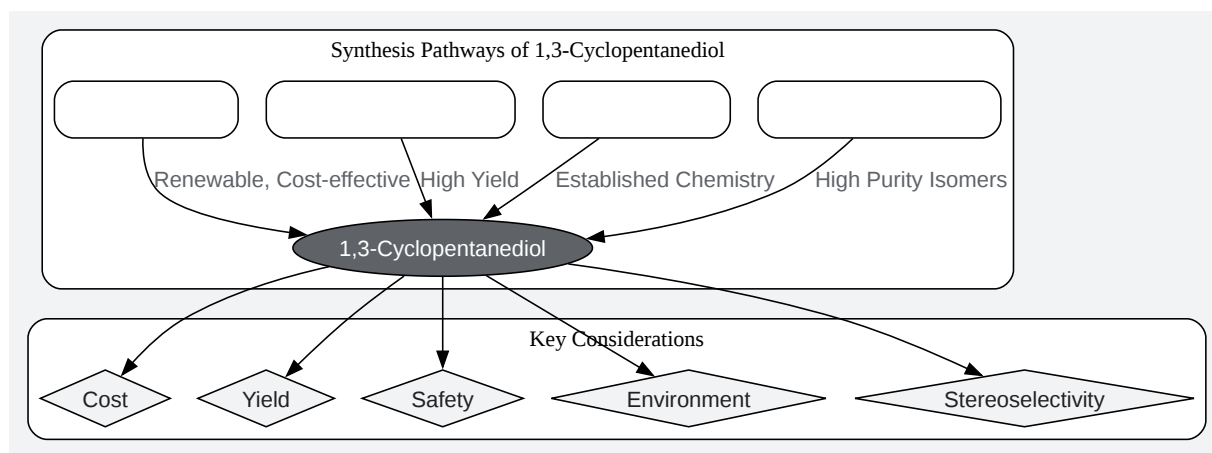 Synthesis Pathways of 1,3-Cyclopentanediol
Renewable, Cost-effective
High Yield
Established Chemistry
High Purity Isomers
1,3-Cyclopentanediol
Key Considerations
Cost
Yield
Safety
Environment
Stereoselectivity